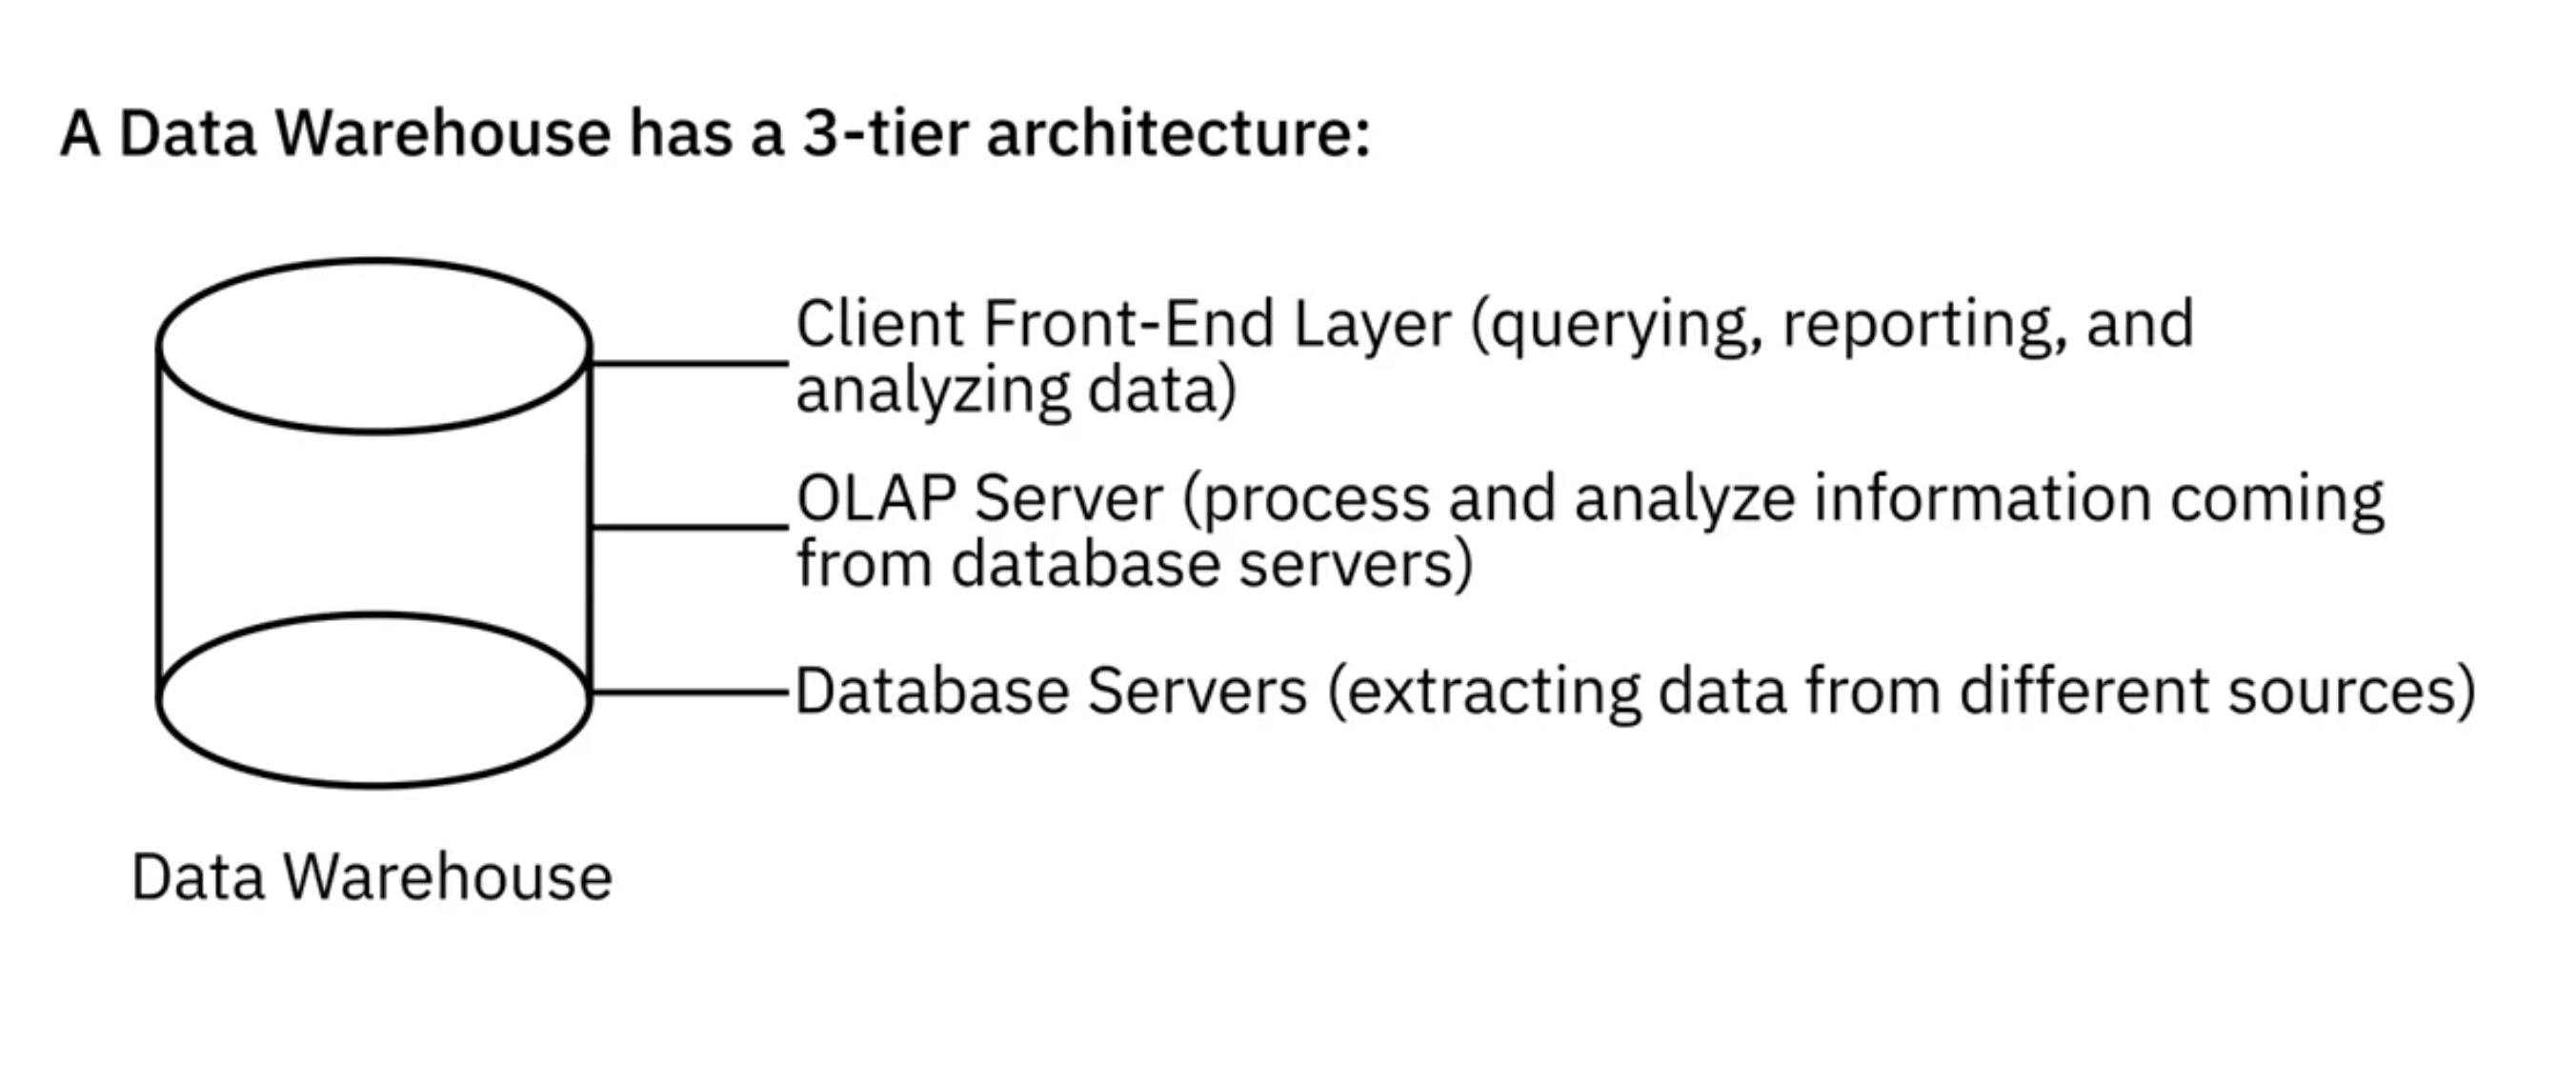 A Data Warehouse has a 3-tier architecture:
Client Front-End Layer (querying, reporting, and
analyzing data)
OLAP Server (process and analyze information coming
from database servers)
Database Servers (extracting data from different sources)
Data Warehouse